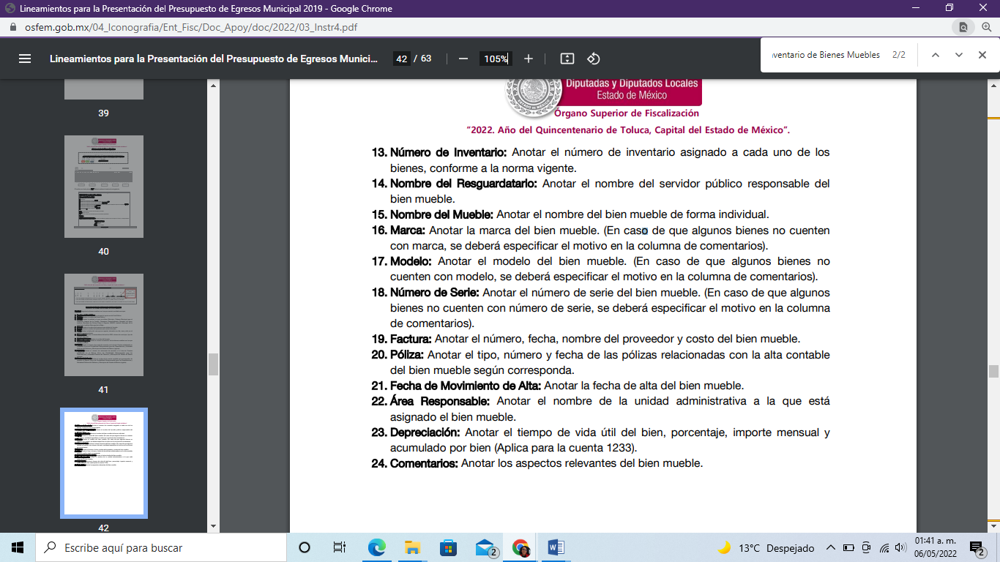 Lineamientos para la Presentación del Presupuesto de Egresos Municipal 2019 - Google Chrome
osfem.gob.mx/04_Iconografia/Ent_Fisc/Doc_Apoy/doc/2022/03_Instr4.pdf
Lineamientos para la Presentación del Presupuesto de Egresos Munici... 42 / 63 105%
ventario de Bienes Muebles 2/2
39
40
41
42
Diputadas y Diputados Locales
Estado de México
Órgano Superior de Fiscalización
“2022. Año del Quincentenario de Toluca, Capital del Estado de México”.
13. Número de Inventario: Anotar el número de inventario asignado a cada uno de los
bienes, conforme a la norma vigente.
14. Nombre del Resguardatario: Anotar el nombre del servidor público responsable del
bien mueble.
15. Nombre del Mueble: Anotar el nombre del bien mueble de forma individual.
16. Marca: Anotar la marca del bien mueble. (En caso de que algunos bienes no cuenten
con marca, se deberá especificar el motivo en la columna de comentarios).
17. Modelo: Anotar el modelo del bien mueble. (En caso de que algunos bienes no
cuenten con modelo, se deberá especificar el motivo en la columna de comentarios).
18. Número de Serie: Anotar el número de serie del bien mueble. (En caso de que algunos
bienes no cuenten con número de serie, se deberá especificar el motivo en la columna
de comentarios).
19. Factura: Anotar el número, fecha, nombre del proveedor y costo del bien mueble.
20. Póliza: Anotar el tipo, número y fecha de las pólizas relacionadas con la alta contable
del bien mueble según corresponda.
21. Fecha de Movimiento de Alta: Anotar la fecha de alta del bien mueble.
22. Área Responsable: Anotar el nombre de la unidad administrativa a la que está
asignado el bien mueble.
23. Depreciación: Anotar el tiempo de vida útil del bien, porcentaje, importe mensual y
acumulado por bien (Aplica para la cuenta 1233).
24. Comentarios: Anotar los aspectos relevantes del bien mueble.
Escribe aquí para buscar
2
13°C Despejado
01:41 a. m.
06/05/2022
2